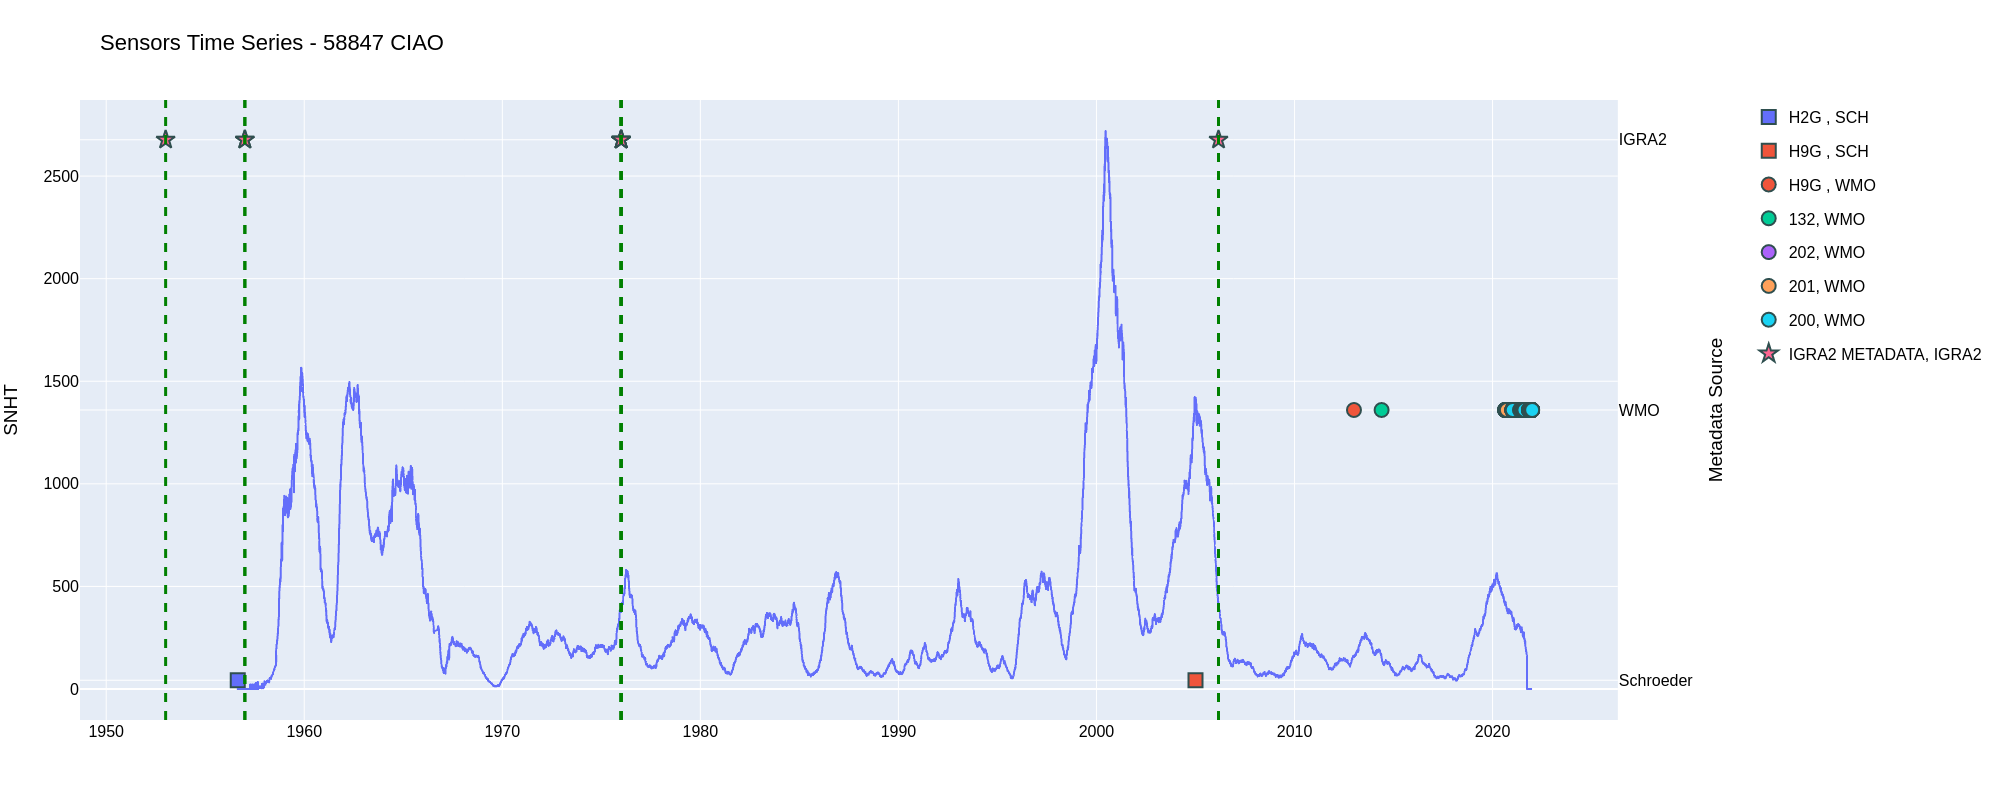 Sensors Time Series - 58847 CIAO
SNHT
2500
2000
1500
1000
500
0
1950
1960
1970
1980
1990
2000
2010
2020
IGRA2
WMO
Schroeder
Metadata Source
H2G , SCH
H9G , SCH
H9G , WMO
132, WMO
202, WMO
201, WMO
200, WMO
IGRA2 METADATA, IGRA2